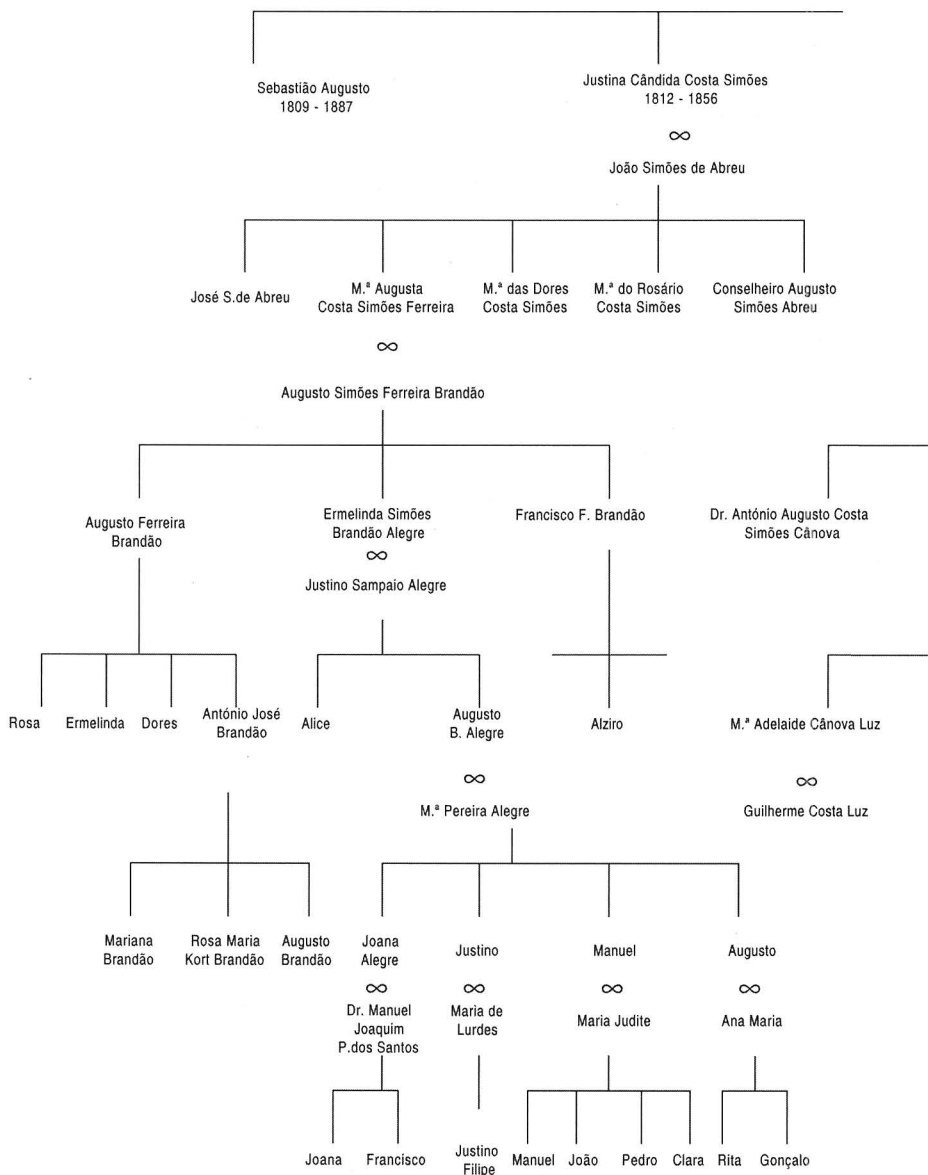 Sebastião Augusto
1809 - 1887
Justina Cândida Costa Simões
1812 - 1856
∞
João Simões de Abreu
José S.de Abreu
M.ª Augusta
Costa Simões Ferreira
M.ª das Dores
Costa Simões
M.ª do Rosário
Costa Simões
Conselheiro Augusto
Simões Abreu
∞
Augusto Simões Ferreira Brandão
Augusto Ferreira
Brandão
Ermelinda Simões
Brandão Alegre
∞
Justino Sampaio Alegre
Francisco F. Brandão
Dr. António Augusto Costa
Simões Cânova
Rosa
Ermelinda
Dores
António José
Brandão
Alice
Augusto
B. Alegre
Alziro
M.ª Adelaide Cânova Luz
∞
M.ª Pereira Alegre
∞
Guilherme Costa Luz
Mariana
Brandão
Rosa Maria
Kort Brandão
Augusto
Brandão
Joana
Alegre
∞
Dr. Manuel
Joaquim
P.dos Santos
Justino
∞
Maria de
Lurdes
Manuel
∞
Maria Judite
Augusto
∞
Ana Maria
Joana
Francisco
Justino
Filipe
Manuel
João
Pedro
Clara
Rita
Gonçalo